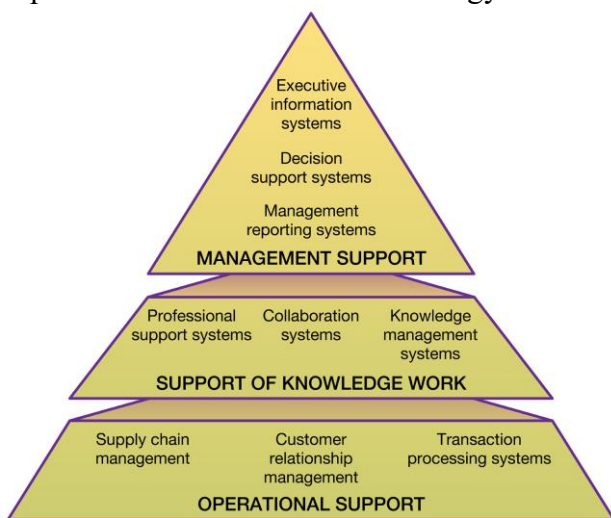 Executive
information
systems
Decision
support systems
Management
reporting systems
MANAGEMENT SUPPORT
Professional
support systems
Collaboration
systems
Knowledge
management
systems
SUPPORT OF KNOWLEDGE WORK
Supply chain
management
Customer
relationship
management
Transaction
processing systems
OPERATIONAL SUPPORT